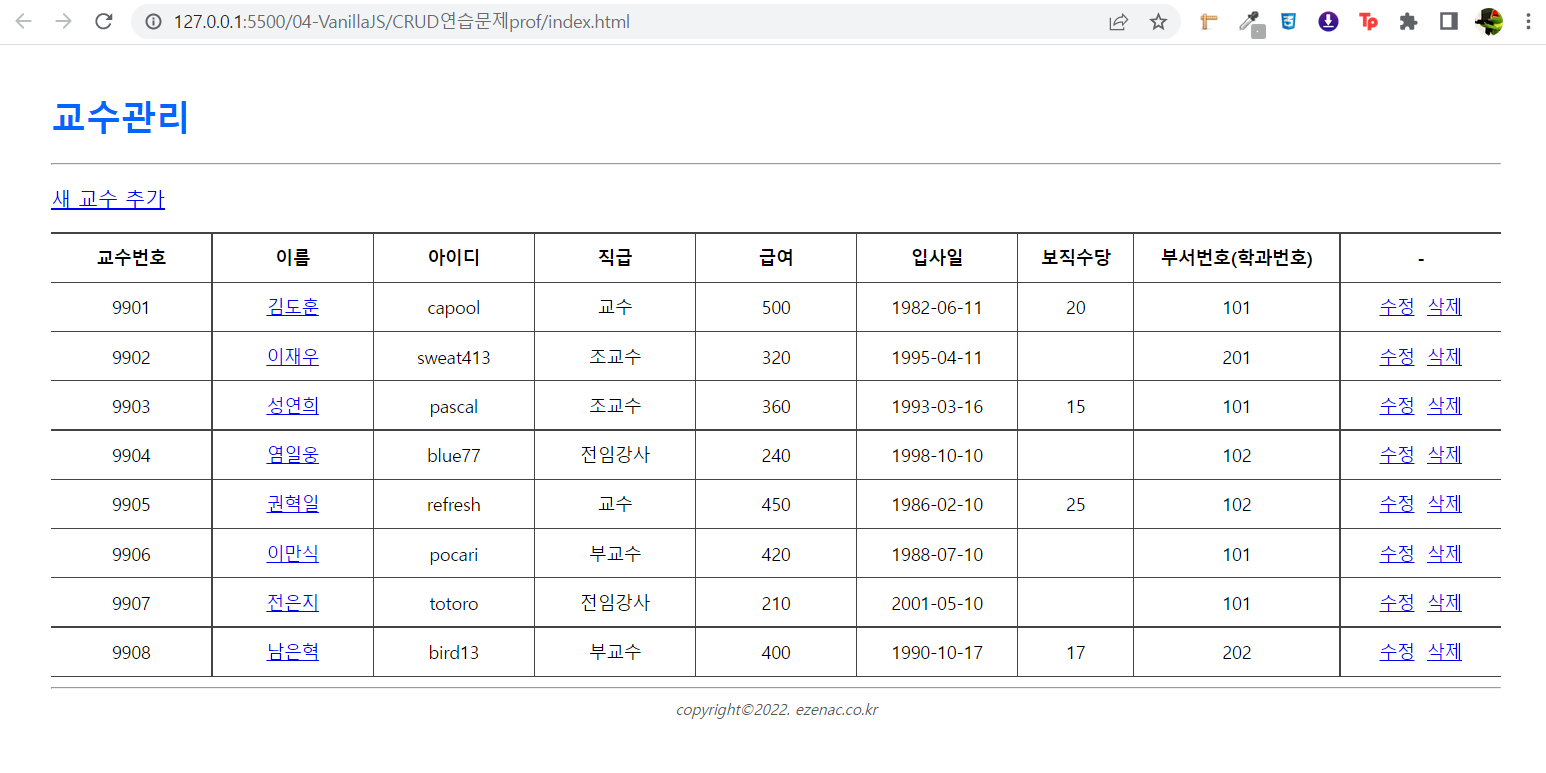 127.0.0.1:5500/04-VanillaJS/CRUD연습문제prof/index.html
Tp
교수관리
새 교수 추가
교수번호 이름 아이디 직급 급여 입사일 보직수당 부서번호(학과번호) -
9901 김도훈 capool 교수 500 1982-06-11 20 101 수정 삭제
9902 이재우 sweat413 조교수 320 1995-04-11 201 수정 삭제
9903 성연희 pascal 조교수 360 1993-03-16 15 101 수정 삭제
9904 염일웅 blue77 전임강사 240 1998-10-10 102 수정 삭제
9905 권혁일 refresh 교수 450 1986-02-10 25 102 수정 삭제
9906 이만식 pocari 부교수 420 1988-07-10 101 수정 삭제
9907 전은지 totoro 전임강사 210 2001-05-10 101 수정 삭제
9908 남은혁 bird13 부교수 400 1990-10-17 17 202 수정 삭제
copyright©2022. ezenac.co.kr